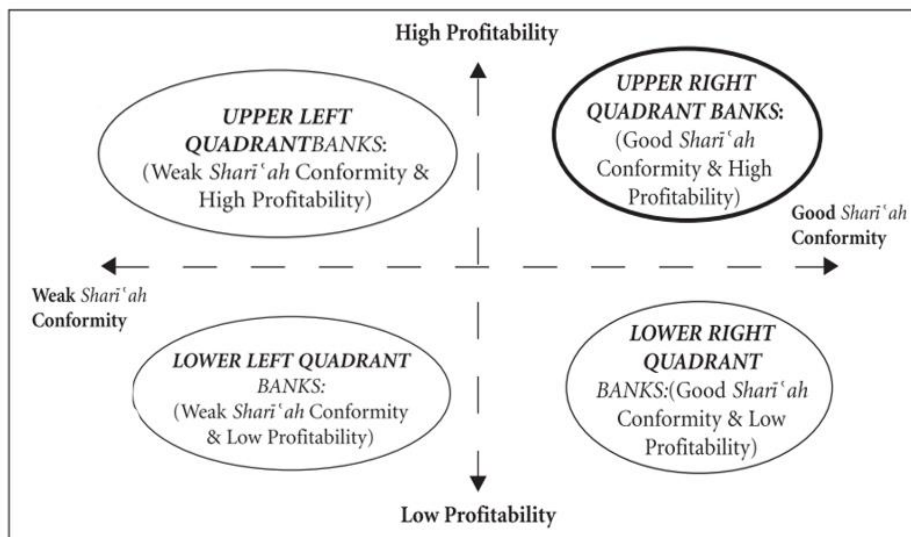 High Profitability
UPPER LEFT
QUADRANTBANKS:
(Weak Sharīʿah Conformity &
High Profitability)
UPPER RIGHT
QUADRANT BANKS:
(Good Sharīʿah
Conformity & High
Profitability)
Good Sharīʿah
Conformity
Weak Sharīʿah
Conformity
LOWER LEFT QUADRANT
BANKS:
(Weak Sharīʿah Conformity
& Low Profitability)
LOWER RIGHT
QUADRANT
BANKS:(Good Sharīʿah
Conformity & Low
Profitability)
Low Profitability